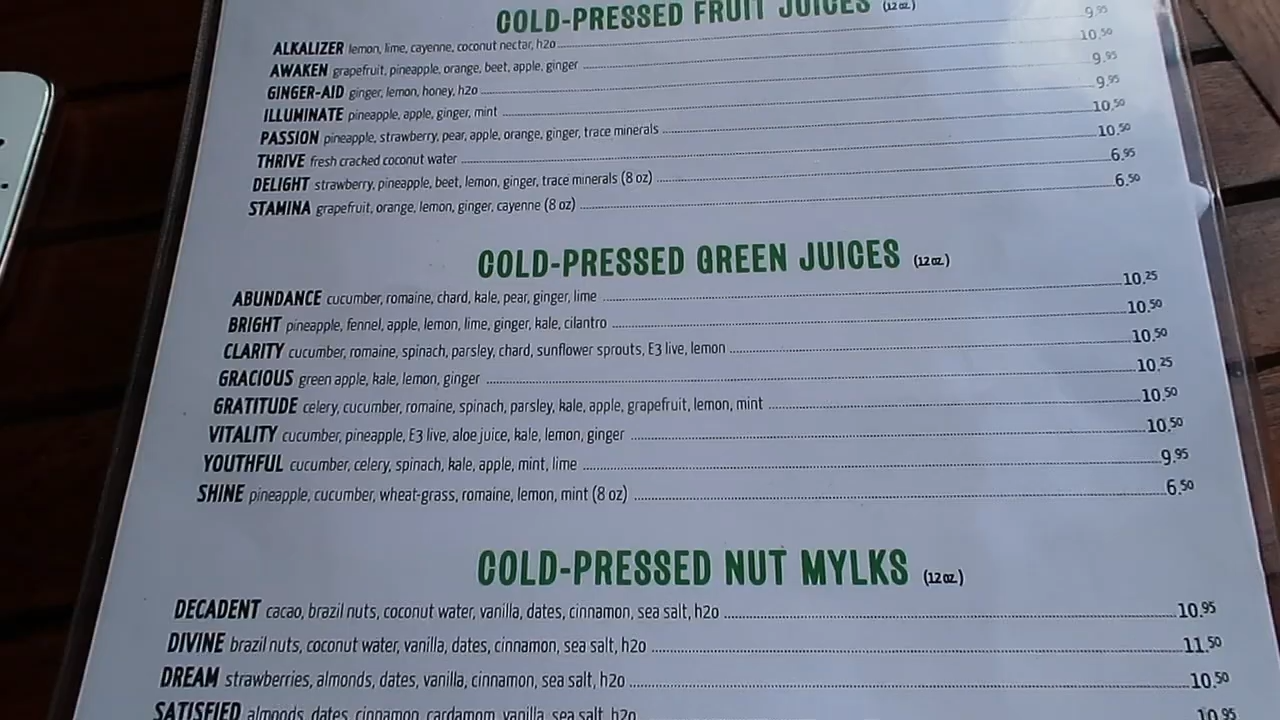 COLD-PRESSED FRUIT JUICES (12 oz.)
ALKALIZER lemon, lime, cayenne, coconut nectar, h2o 9.95
AWAKEN grapefruit, pineapple, orange, beet, apple, ginger 10.50
GINGER-AID ginger, lemon, honey, h2o 9.95
ILLUMINATE pineapple, apple, ginger, mint 9.95
PASSION pineapple, strawberry, pear, apple, orange, ginger, trace minerals 10.50
THRIVE fresh cracked coconut water 10.50
DELIGHT strawberry, pineapple, beet, lemon, ginger, trace minerals (8 oz) 6.95
STAMINA grapefruit, orange, lemon, ginger, cayenne (8 oz) 6.50
COLD-PRESSED GREEN JUICES (12 oz.)
ABUNDANCE cucumber, romaine, chard, kale, pear, ginger, lime 10.25
BRIGHT pineapple, fennel, apple, lemon, lime, ginger, kale, cilantro 10.50
CLARITY cucumber, romaine, spinach, parsley, chard, sunflower sprouts, E3 live, lemon 10.50
GRACIOUS green apple, kale, lemon, ginger 10.25
GRATITUDE celery, cucumber, romaine, spinach, parsley, kale, apple, grapefruit, lemon, mint 10.50
VITALITY cucumber, pineapple, E3 live, aloe juice, kale, lemon, ginger 10.50
YOUTHFUL cucumber, celery, spinach, kale, apple, mint, lime 9.95
SHINE pineapple, cucumber, wheat-grass, romaine, lemon, mint (8 oz) 6.50
COLD-PRESSED NUT MYLKS (12 oz.)
DECADENT cacao, brazil nuts, coconut water, vanilla, dates, cinnamon, sea salt, h2o 10.95
DIVINE brazil nuts, coconut water, vanilla, dates, cinnamon, sea salt, h2o 11.50
DREAM strawberries, almonds, dates, vanilla, cinnamon, sea salt, h2o 10.50
SATISFIED almonds, dates, cinnamon, cardamom, vanilla, sea salt, h2o 10.95